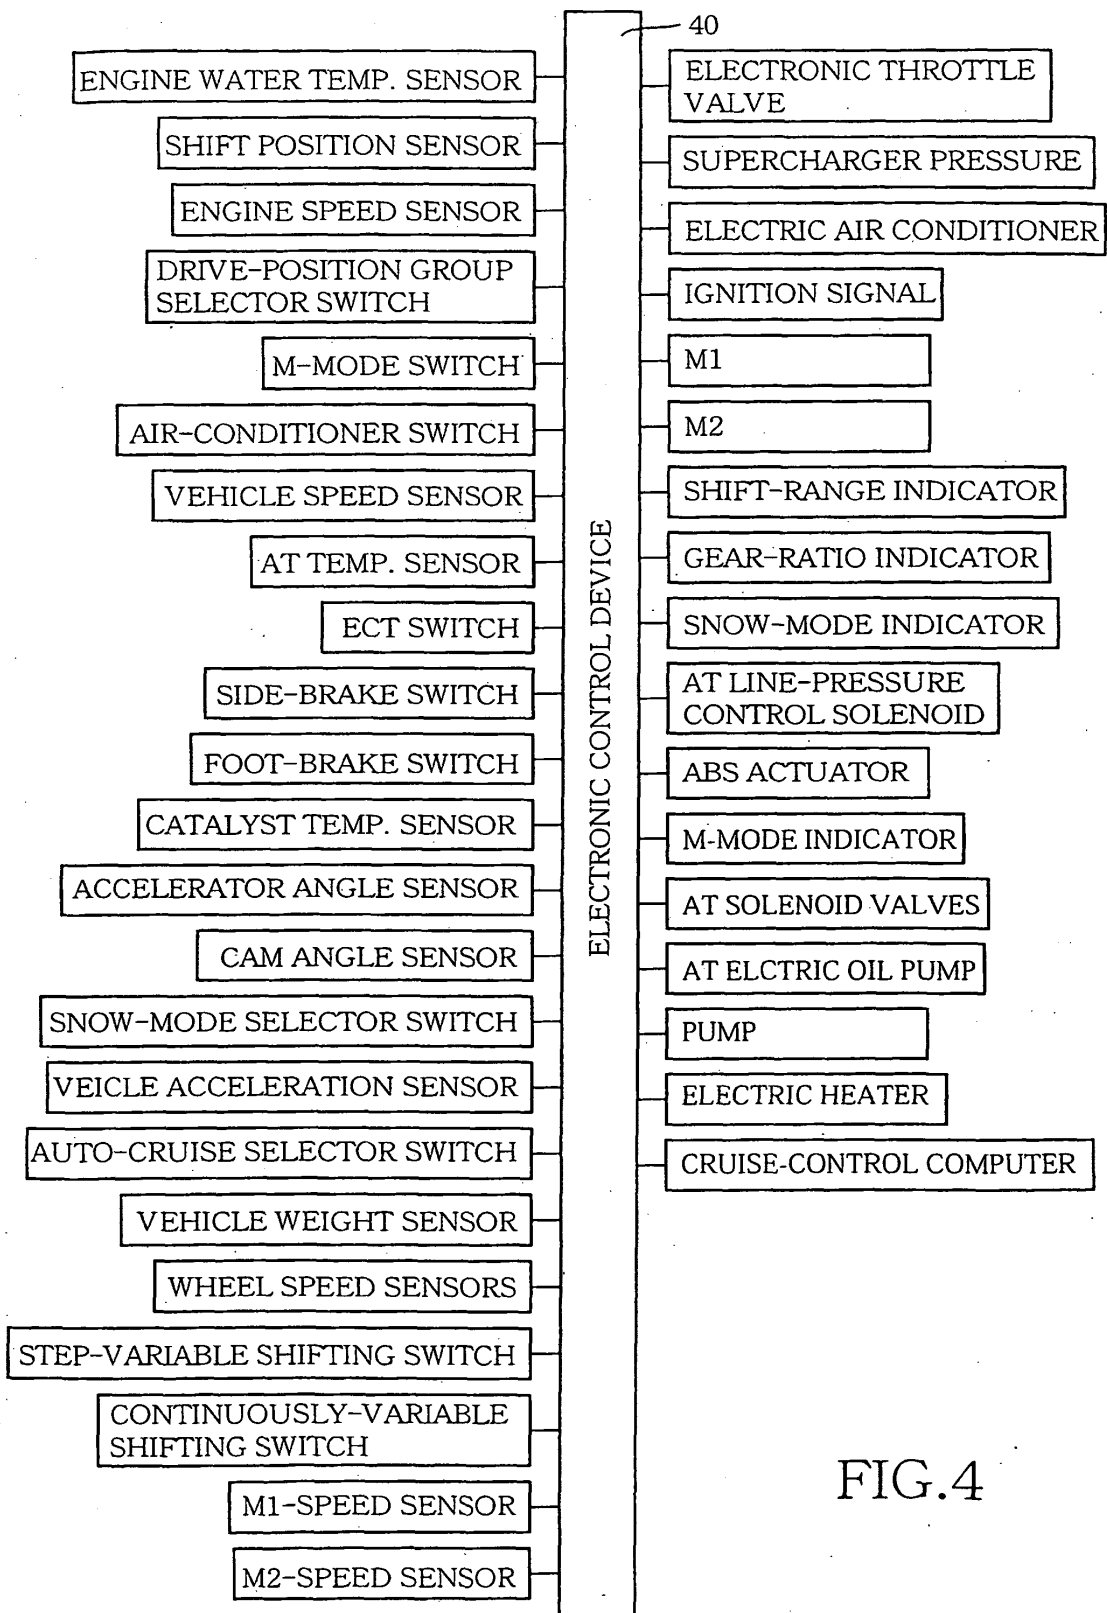 40
ENGINE WATER TEMP. SENSOR
SHIFT POSITION SENSOR
ENGINE SPEED SENSOR
DRIVE-POSITION GROUP
SELECTOR SWITCH
M-MODE SWITCH
AIR-CONDITIONER SWITCH
VEHICLE SPEED SENSOR
AT TEMP. SENSOR
ECT SWITCH
SIDE-BRAKE SWITCH
FOOT-BRAKE SWITCH
CATALYST TEMP. SENSOR
ACCELERATOR ANGLE SENSOR
CAM ANGLE SENSOR
SNOW-MODE SELECTOR SWITCH
VEICLE ACCELERATION SENSOR
AUTO-CRUISE SELECTOR SWITCH
VEHICLE WEIGHT SENSOR
WHEEL SPEED SENSORS
STEP-VARIABLE SHIFTING SWITCH
CONTINUOUSLY-VARIABLE
SHIFTING SWITCH
M1-SPEED SENSOR
M2-SPEED SENSOR
ELECTRONIC CONTROL DEVICE
ELECTRONIC THROTTLE
VALVE
SUPERCHARGER PRESSURE
ELECTRIC AIR CONDITIONER
IGNITION SIGNAL
M1
M2
SHIFT-RANGE INDICATOR
GEAR-RATIO INDICATOR
SNOW-MODE INDICATOR
AT LINE-PRESSURE
CONTROL SOLENOID
ABS ACTUATOR
M-MODE INDICATOR
AT SOLENOID VALVES
AT ELCTRIC OIL PUMP
PUMP
ELECTRIC HEATER
CRUISE-CONTROL COMPUTER
FIG.4